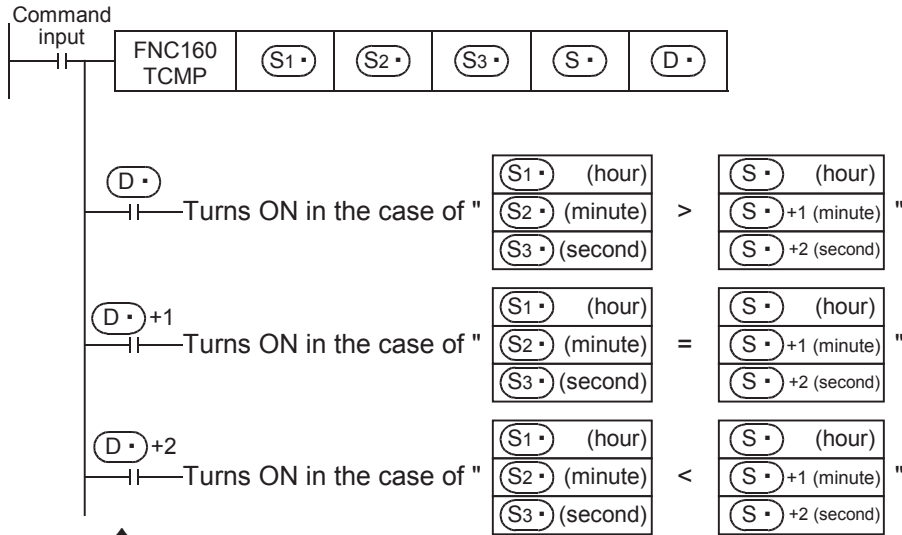 Command
input
FNC160
TCMP
S1・ S2・ S3・ S・ D・
D・
Turns ON in the case of "
S1・ (hour)
S2・ (minute)
S3・ (second)
>
S・ (hour)
S・+1 (minute)
S・+2 (second)
"
D・+1
Turns ON in the case of "
S1・ (hour)
S2・ (minute)
S3・ (second)
=
S・ (hour)
S・+1 (minute)
S・+2 (second)
"
D・+2
Turns ON in the case of "
S1・ (hour)
S2・ (minute)
S3・ (second)
<
S・ (hour)
S・+1 (minute)
S・+2 (second)
"